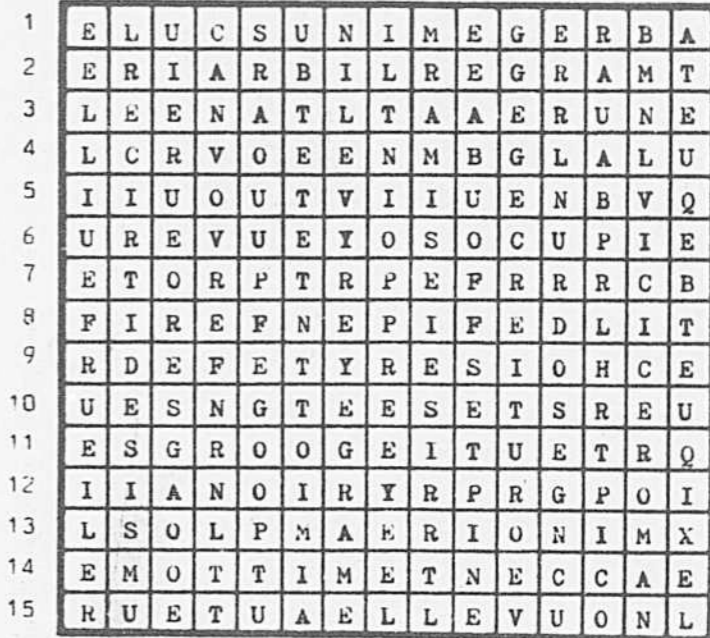 1 E L U C S U N I M E G E R B A
2 E R I A R B I L R E G R A M T
3 L E E N A T L T A A E R U N E
4 L C R V O E E N M B G L A L U
5 I I U O U T V I I U E N B V Q
6 U R E V U E Y O S O C U P I E
7 E T O R P T R P E F R R R C B
8 F I R E F N E P I F E D L I T
9 R D E F E T Y R E S I O H C E
10 U E S N G T E E S E T S R E U
11 E S G R O O G E I T U E T R Q
12 I I A N O I R Y R P R G P O I
13 L S O L P M A E R I O N I M X
14 E M O T T I M E T N E C C A E
15 R U E T U A E L L E V U O N L